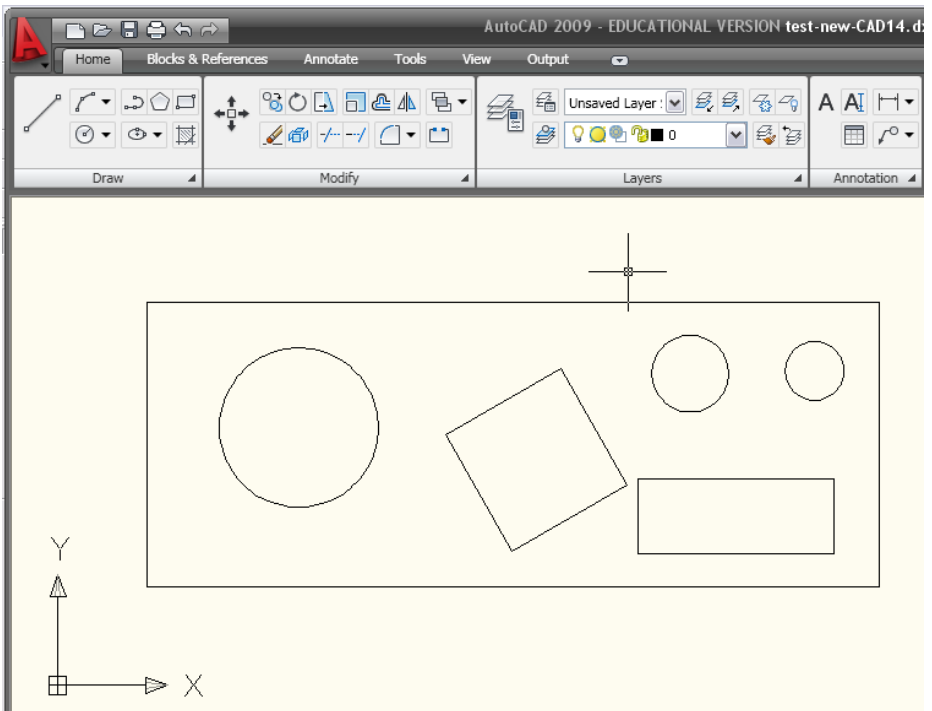 AutoCAD 2009 - EDUCATIONAL VERSION test-new-CAD14.d
Home Blocks & References Annotate Tools View Output
Unsaved Layer : A A
0
Draw Modify Layers Annotation
Y
X